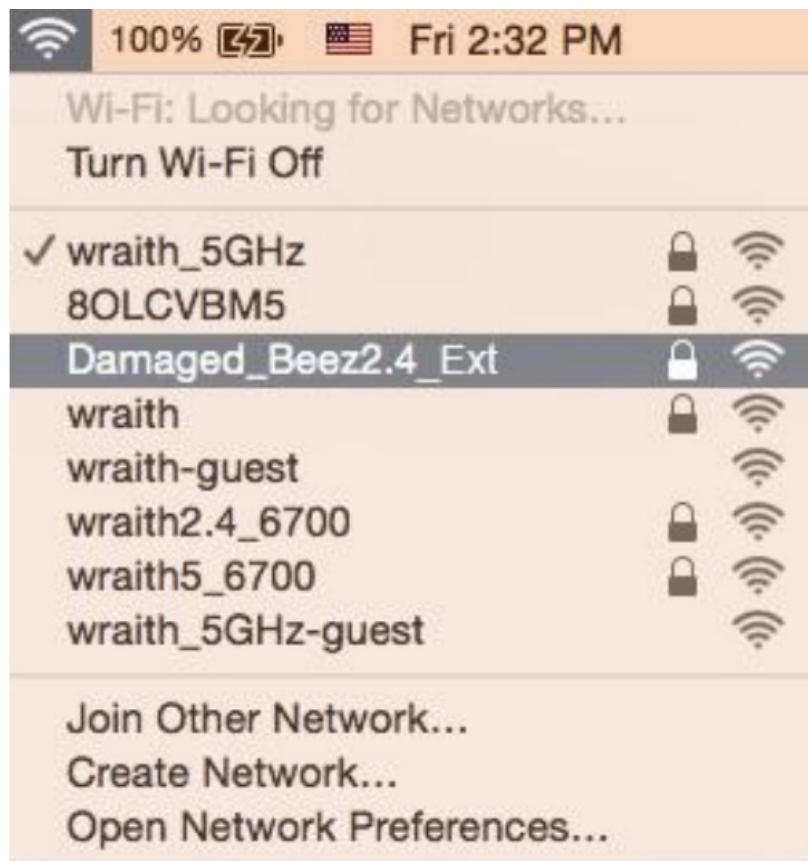 100% Fri 2:32 PM
Wi-Fi: Looking for Networks...
Turn Wi-Fi Off
wraith_5GHz
8OLCVBM5
Damaged_Beez2.4_Ext
wraith
wraith-guest
wraith2.4_6700
wraith5_6700
wraith_5GHz-guest
Join Other Network...
Create Network...
Open Network Preferences...